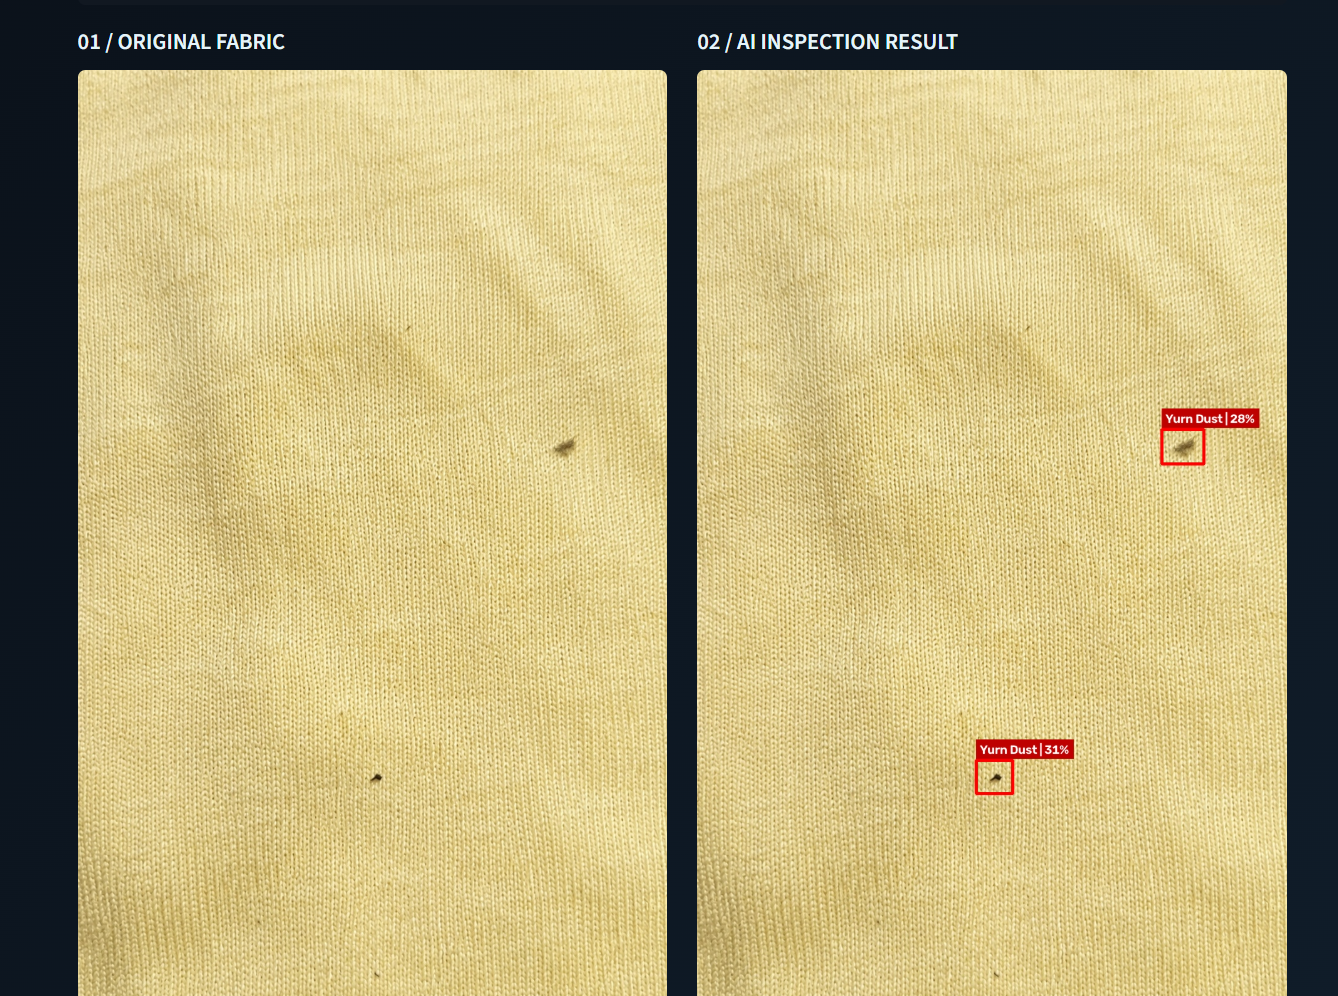 01 / ORIGINAL FABRIC
02 / AI INSPECTION RESULT
Yurn Dust | 28%
Yurn Dust | 31%